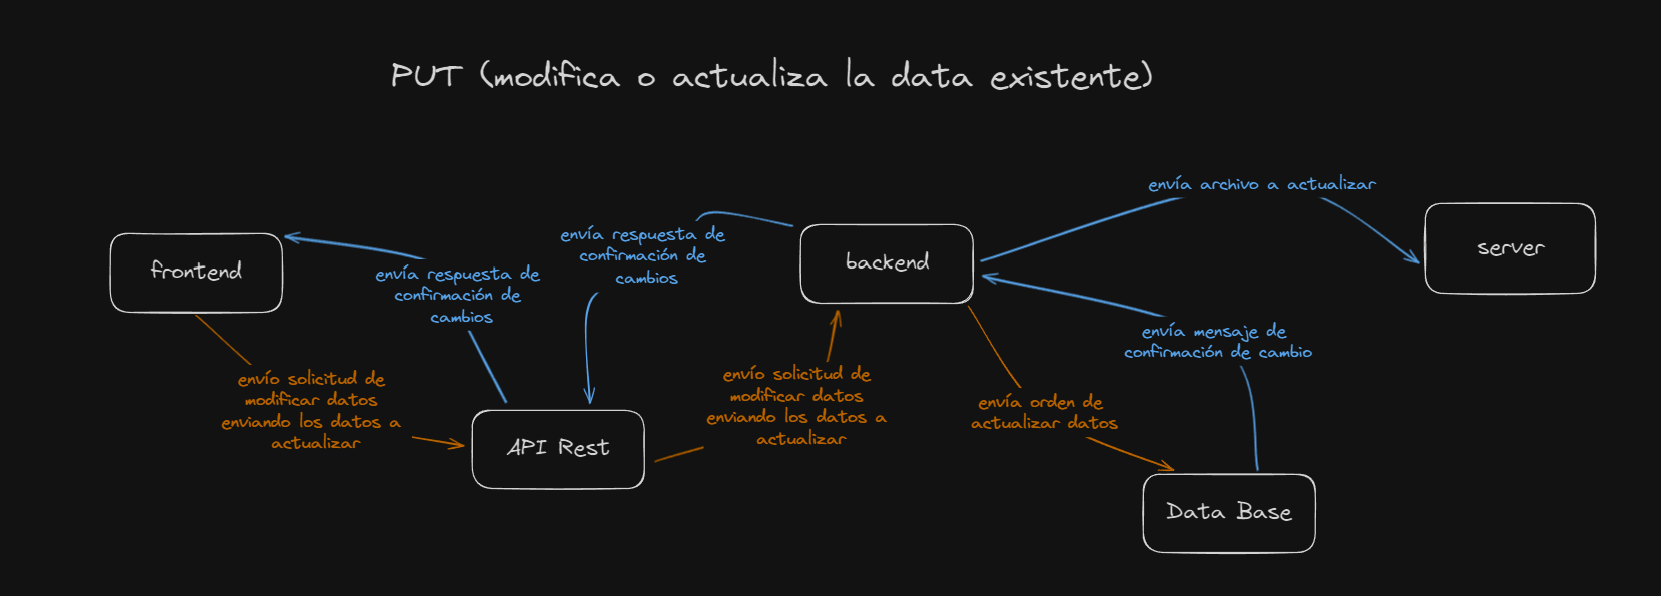 PUT (modifica o actualiza la data existente)
envía archivo a actualizar
frontend
envía respuesta de
confirmación de
cambios
envía respuesta de
confirmación de
cambios
backend
server
envío solicitud de
modificar datos
enviando los datos a
actualizar
API Rest
envío solicitud de
modificar datos
enviando los datos a
actualizar
envía orden de
actualizar datos
envía mensaje de
confirmación de cambio
Data Base